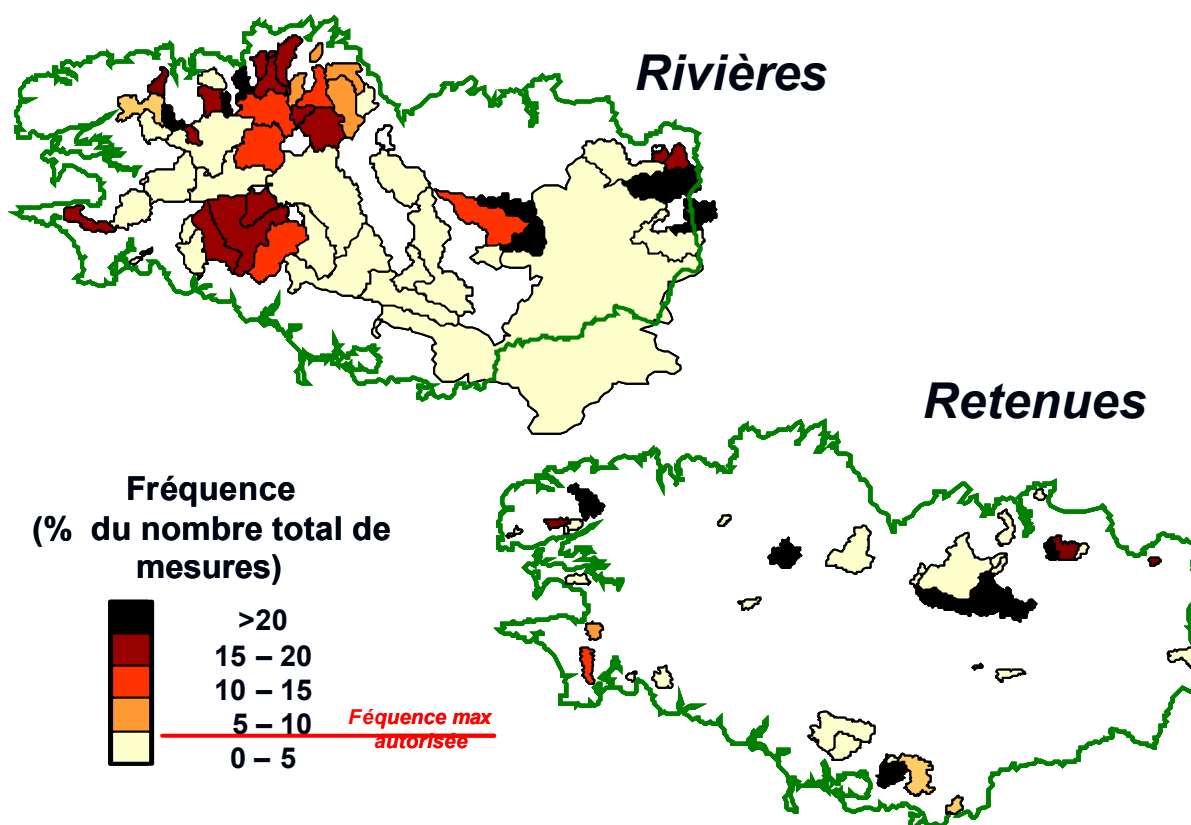 Rivières
Retenues
Fréquence
(% du nombre total de
mesures)
>20
15 – 20
10 – 15
5 – 10
0 – 5
Féquence max
autorisée